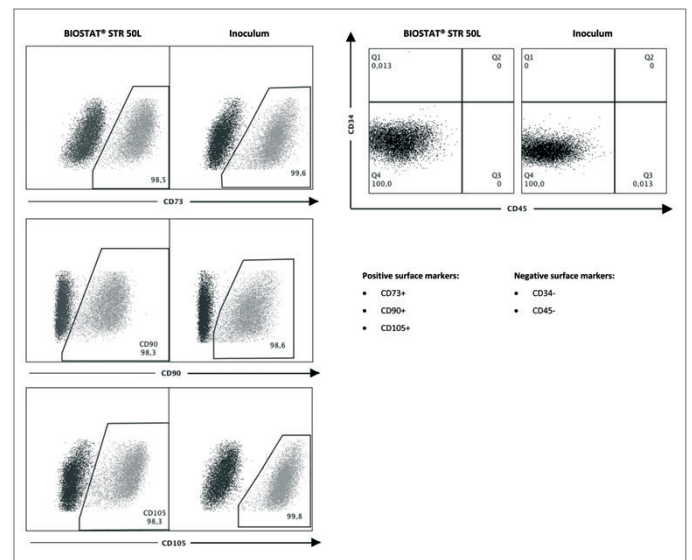 BIOSTAT® STR 50L
Inoculum
98,5
99,6
CD73
CD90
98,3
98,6
CD90
CD105
98,3
99,8
CD105
BIOSTAT® STR 50L
Inoculum
Q1
0,013
Q2
0
Q1
0
Q2
0
CD34
Q4
100,0
Q3
0
Q4
100,0
Q3
0,013
CD45
Positive surface markers:
• CD73+
• CD90+
• CD105+
Negative surface markers:
• CD34-
• CD45-